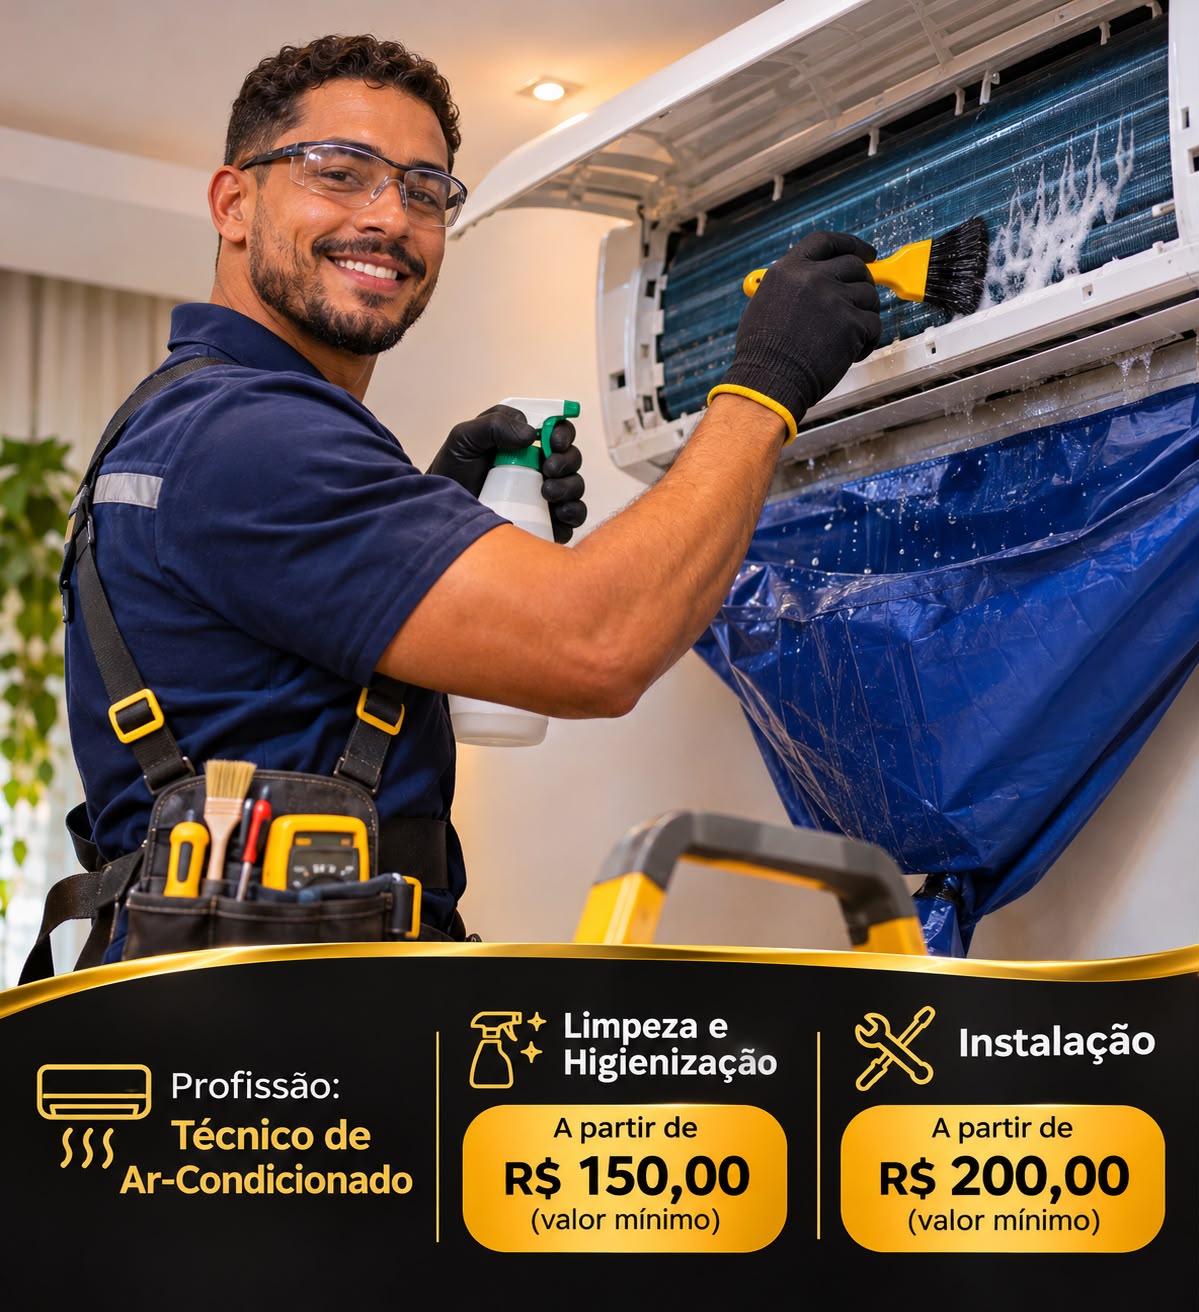 Profissão:
Técnico de
Ar-Condicionado
Limpeza e
Higienização
A partir de
R$ 150,00
(valor mínimo)
Instalação
A partir de
R$ 200,00
(valor mínimo)